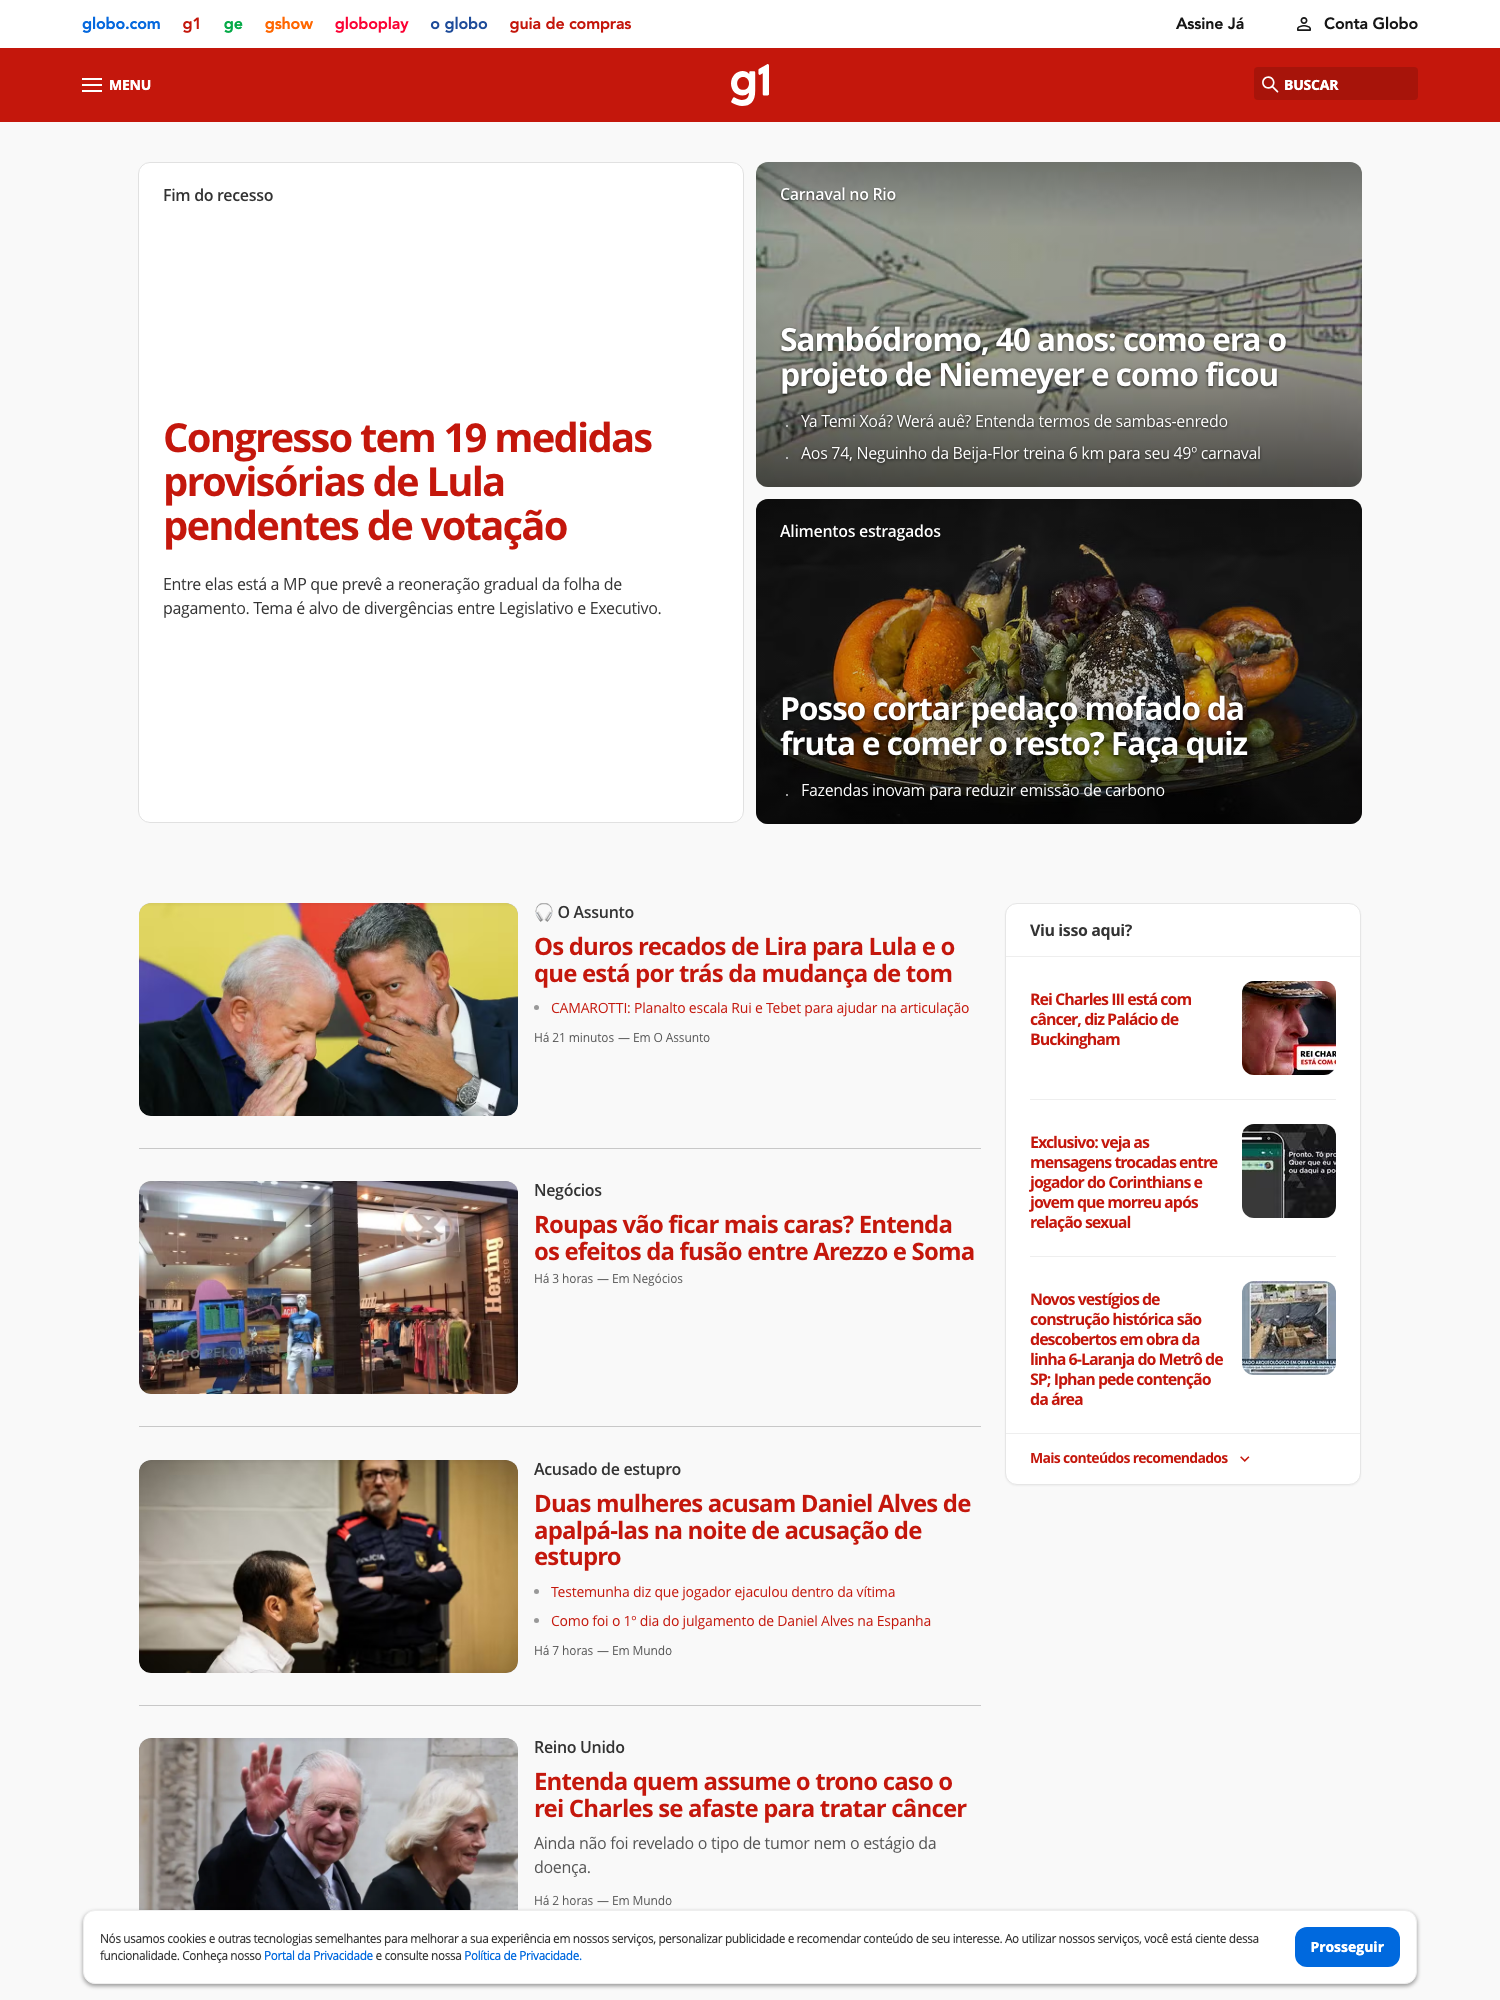 globo.com g1 ge gshow globoplay o globo guia de compras Assine Já Conta Globo
MENU g1 BUSCAR
Fim do recesso
Congresso tem 19 medidas
provisórias de Lula
pendentes de votação
Entre elas está a MP que prevê a reoneração gradual da folha de
pagamento. Tema é alvo de divergências entre Legislativo e Executivo.
Carnaval no Rio
Sambódromo, 40 anos: como era o
projeto de Niemeyer e como ficou
Ya Temi Xoá? Werá auê? Entenda termos de sambas-enredo
Aos 74, Neguinho da Beija-Flor treina 6 km para seu 49º carnaval
Alimentos estragados
Posso cortar pedaço mofado da
fruta e comer o resto? Faça quiz
Fazendas inovam para reduzir emissão de carbono
O Assunto
Os duros recados de Lira para Lula e o
que está por trás da mudança de tom
CAMAROTTI: Planalto escala Rui e Tebet para ajudar na articulação
Há 21 minutos — Em O Assunto
Hering
store
Negócios
Roupas vão ficar mais caras? Entenda
os efeitos da fusão entre Arezzo e Soma
Há 3 horas — Em Negócios
Acusado de estupro
Duas mulheres acusam Daniel Alves de
apalpá-las na noite de acusação de
estupro
Testemunha diz que jogador ejaculou dentro da vítima
Como foi o 1º dia do julgamento de Daniel Alves na Espanha
Há 7 horas — Em Mundo
Reino Unido
Entenda quem assume o trono caso o
rei Charles se afaste para tratar câncer
Ainda não foi revelado o tipo de tumor nem o estágio da
doença.
Há 2 horas — Em Mundo
Viu isso aqui?
Rei Charles III está com
câncer, diz Palácio de
Buckingham
REI CHAR
ESTÁ COM
Exclusivo: veja as
mensagens trocadas entre
jogador do Corinthians e
jovem que morreu após
relação sexual
Pronto. Tô pro
Quer que eu v
ou daqui a po
Novos vestígios de
construção histórica são
descobertos em obra da
linha 6-Laranja do Metrô de
SP; Iphan pede contenção
da área
Mais conteúdos recomendados
Nós usamos cookies e outras tecnologias semelhantes para melhorar a sua experiência em nossos serviços, personalizar publicidade e recomendar conteúdo de seu interesse. Ao utilizar nossos serviços, você está ciente dessa
funcionalidade. Conheça nosso Portal da Privacidade e consulte nossa Política de Privacidade.
Prosseguir